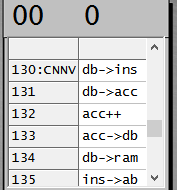 00 0
130:CNNV db->ins
131 db->acc
132 acc++
133 acc->db
134 db->ram
135 ins->ab